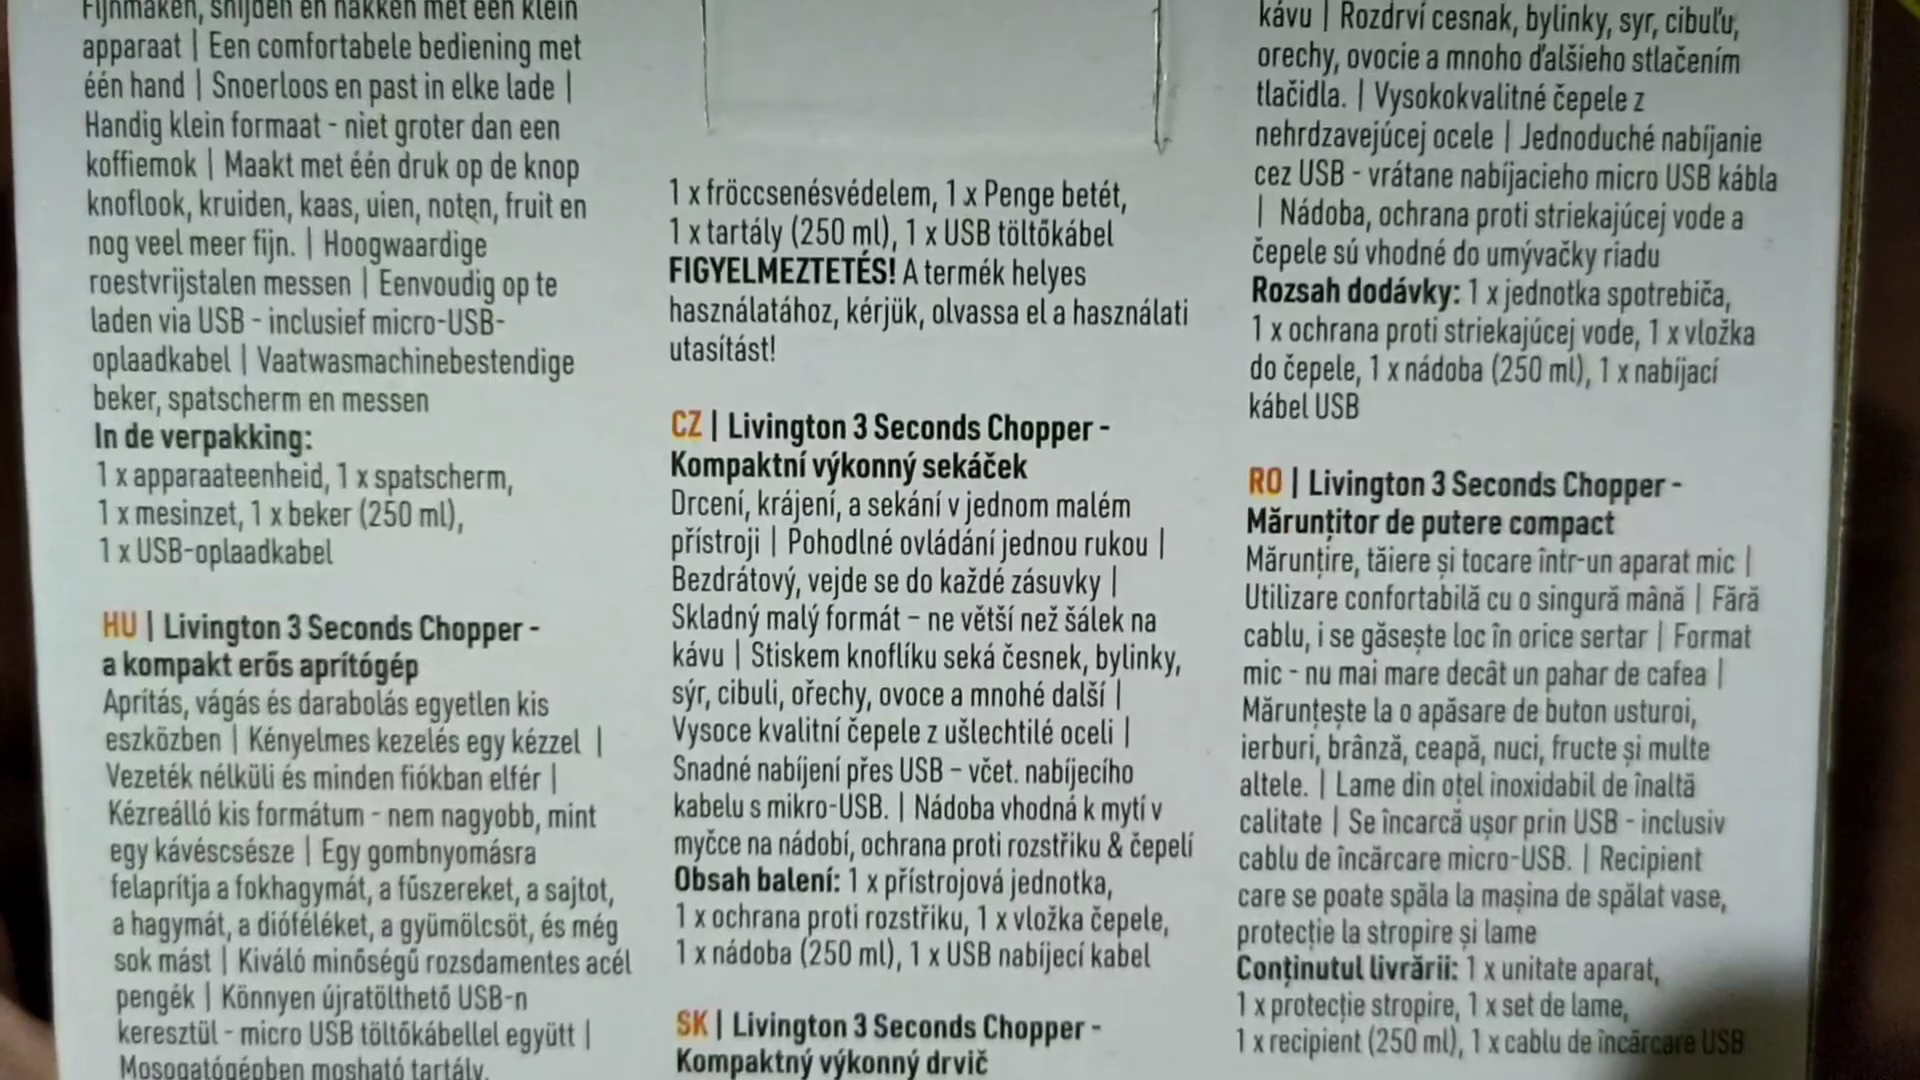 Fijnmaken, snijden en hakken met een klein
apparaat | Een comfortabele bediening met
één hand | Snoerloos en past in elke lade |
Handig klein formaat - niet groter dan een
koffiemok | Maakt met één druk op de knop
knoflook, kruiden, kaas, uien, noten, fruit en
nog veel meer fijn. | Hoogwaardige
roestvrijstalen messen | Eenvoudig op te
laden via USB - inclusief micro-USB-
oplaadkabel | Vaatwasmachinebestendige
beker, spatscherm en messen
In de verpakking:
1 x apparaateenheid, 1 x spatscherm,
1 x mesinzet, 1 x beker (250 ml),
1 x USB-oplaadkabel
HU | Livington 3 Seconds Chopper -
a kompakt erős aprítógép
Aprítás, vágás és darabolás egyetlen kis
eszközben | Kényelmes kezelés egy kézzel |
Vezeték nélküli és minden fiókban elfér |
Kézreálló kis formátum - nem nagyobb, mint
egy kávéscsésze | Egy gombnyomásra
felaprítja a fokhagymát, a fűszereket, a sajtot,
a hagymát, a dióféléket, a gyümölcsöt, és még
sok mást | Kiváló minőségű rozsdamentes acél
pengék | Könnyen újratölthető USB-n
keresztül - micro USB töltőkábellel együtt |
Mosogatógépben mosható tartály,
1 x fröccsenésvédelem, 1 x Penge betét,
1 x tartály (250 ml), 1 x USB töltőkábel
FIGYELMEZTETÉS! A termék helyes
használatához, kérjük, olvassa el a használati
utasítást!
CZ | Livington 3 Seconds Chopper -
Kompaktní výkonný sekáček
Drcení, krájení, a sekání v jednom malém
přístroji | Pohodlné ovládání jednou rukou |
Bezdrátový, vejde se do každé zásuvky |
Skladný malý formát – ne větší než šálek na
kávu | Stiskem knoflíku seká česnek, bylinky,
sýr, cibuli, ořechy, ovoce a mnohé další |
Vysoce kvalitní čepele z ušlechtilé oceli |
Snadné nabíjení přes USB – včet. nabíjecího
kabelu s mikro-USB. | Nádoba vhodná k mytí v
myčce na nádobí, ochrana proti rozstřiku & čepelí
Obsah balení: 1 x přístrojová jednotka,
1 x ochrana proti rozstřiku, 1 x vložka čepele,
1 x nádoba (250 ml), 1 x USB nabíjecí kabel
SK | Livington 3 Seconds Chopper -
Kompaktný výkonný drvič
kávu | Rozdrví cesnak, bylinky, syr, cibuľu,
orechy, ovocie a mnoho ďalšieho stlačením
tlačidla. | Vysokokvalitné čepele z
nehrdzavejúcej ocele | Jednoduché nabíjanie
cez USB - vrátane nabíjacieho micro USB kábla
| Nádoba, ochrana proti striekajúcej vode a
čepele sú vhodné do umývačky riadu
Rozsah dodávky: 1 x jednotka spotrebiča,
1 x ochrana proti striekajúcej vode, 1 x vložka
do čepele, 1 x nádoba (250 ml), 1 x nabíjací
kábel USB
RO | Livington 3 Seconds Chopper -
Mărunțitor de putere compact
Mărunțire, tăiere și tocare într-un aparat mic |
Utilizare confortabilă cu o singură mână | Fără
cablu, i se găsește loc în orice sertar | Format
mic - nu mai mare decât un pahar de cafea |
Mărunțește la o apăsare de buton usturoi,
ierburi, brânză, ceapă, nuci, fructe și multe
altele. | Lame din oțel inoxidabil de înaltă
calitate | Se încarcă ușor prin USB - inclusiv
cablu de încărcare micro-USB. | Recipient
care se poate spăla la mașina de spălat vase,
protecție la stropire și lame
Conținutul livrării: 1 x unitate aparat,
1 x protecție stropire, 1 x set de lame,
1 x recipient (250 ml), 1 x cablu de încărcare USB